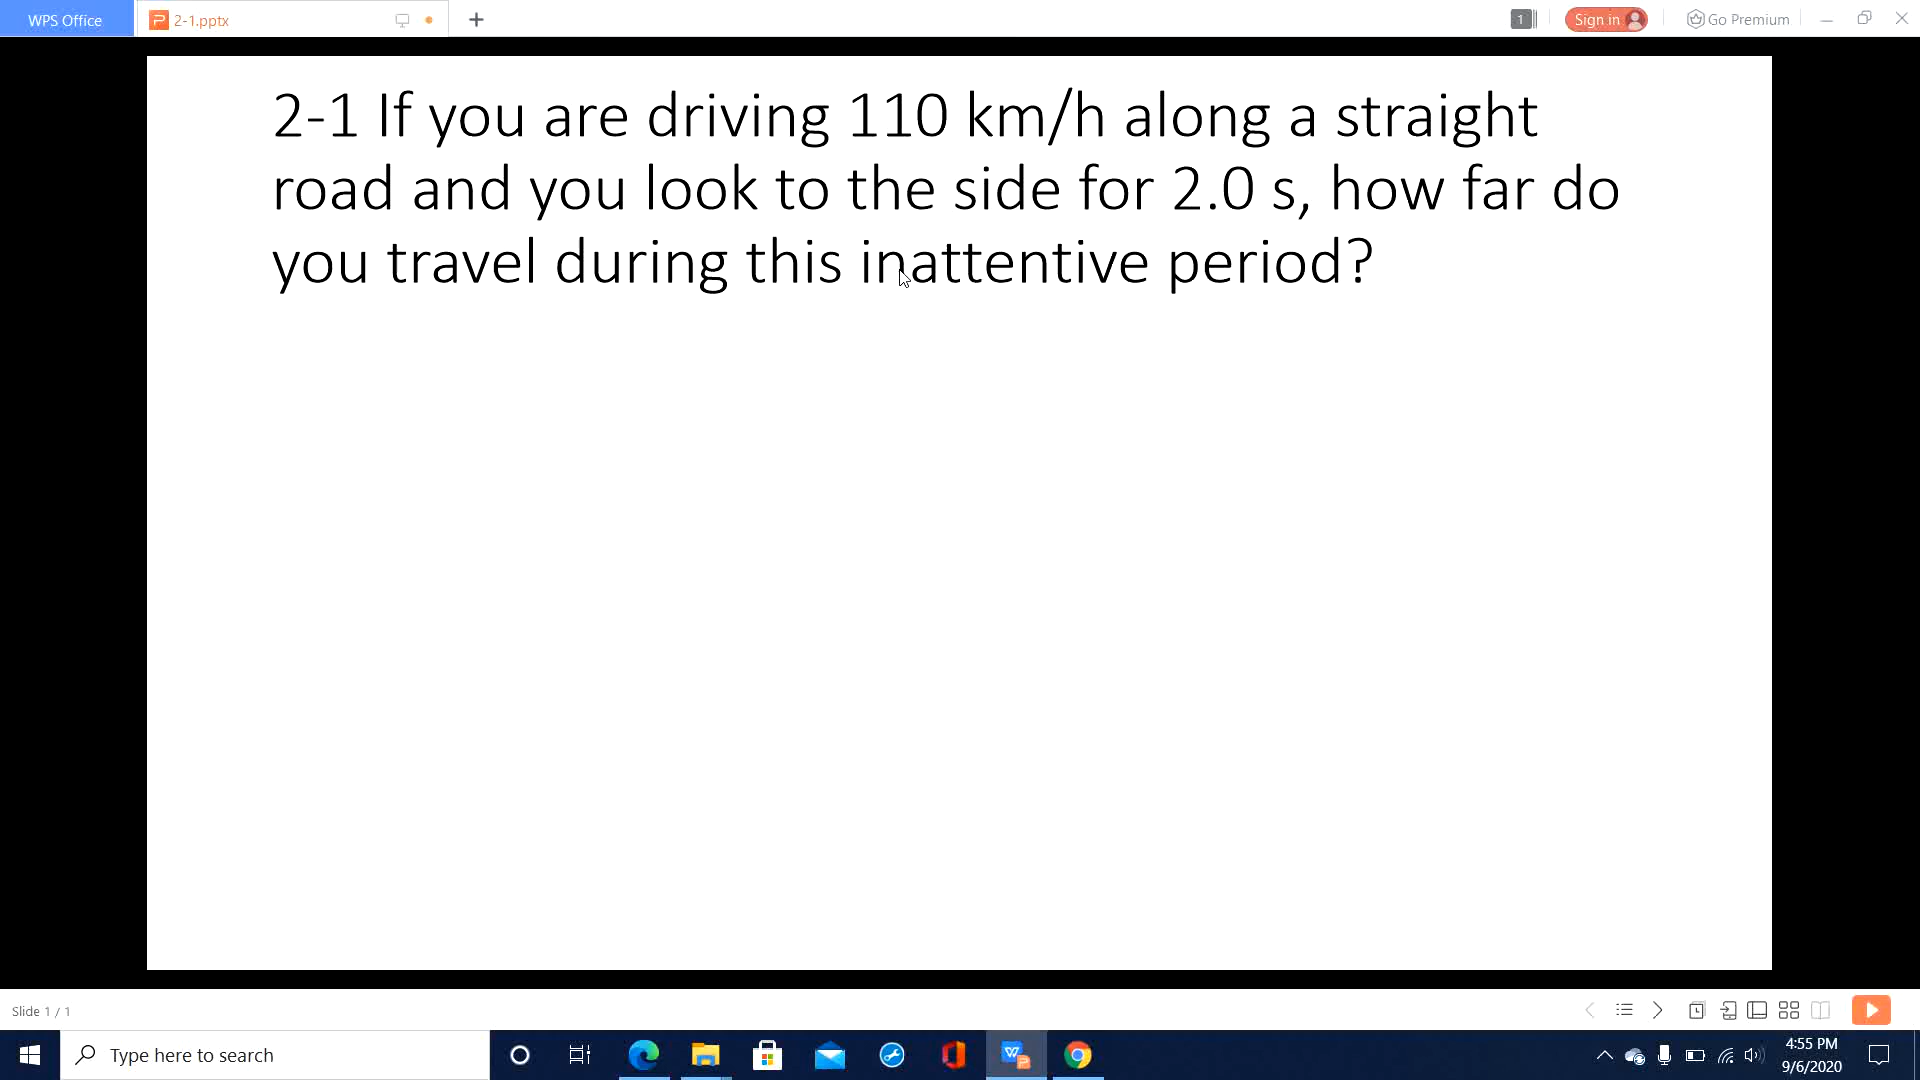 WPS Office
2-1.pptx
1
Sign in
Go Premium
2-1 If you are driving 110 km/h along a straight
road and you look to the side for 2.0 s, how far do
you travel during this inattentive period?
Slide 1 / 1
Type here to search
4:55 PM
9/6/2020